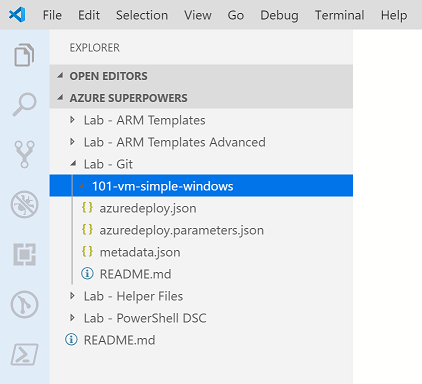 File Edit Selection View Go Debug Terminal Help
EXPLORER
OPEN EDITORS
AZURE SUPERPOWERS
Lab - ARM Templates
Lab - ARM Templates Advanced
Lab - Git
101-vm-simple-windows
{} azuredeploy.json
{} azuredeploy.parameters.json
{} metadata.json
README.md
Lab - Helper Files
Lab - PowerShell DSC
README.md